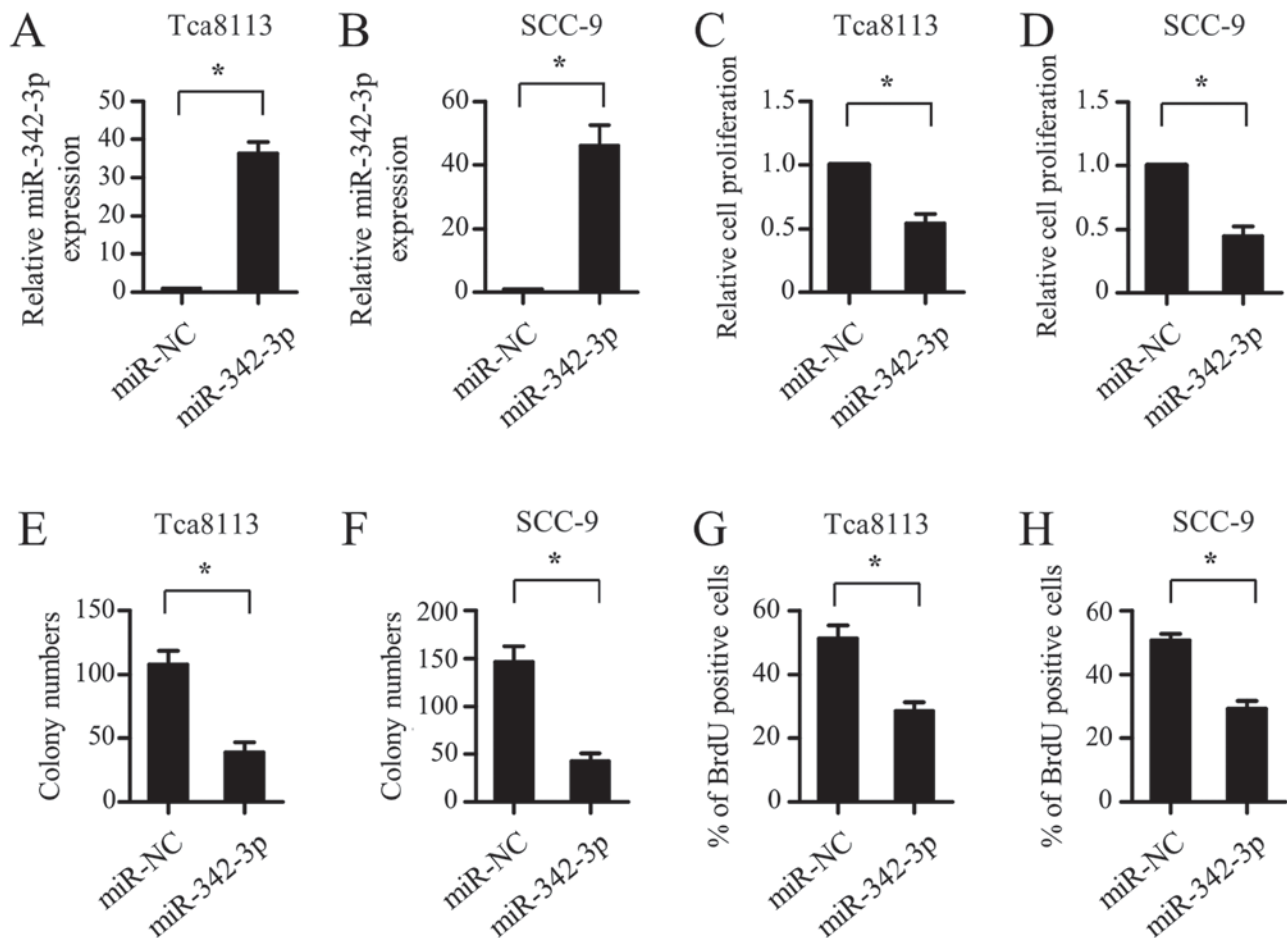 A
Tca8113
*
Relative miR-342-3p
expression
50
40
30
20
10
0
miR-NC
miR-342-3p
B
SCC-9
*
Relative miR-342-3p
expression
60
40
20
0
miR-NC
miR-342-3p
C
Tca8113
*
Relative cell proliferation
1.5
1.0
0.5
0
miR-NC
miR-342-3p
D
SCC-9
*
Relative cell proliferation
1.5
1.0
0.5
0
miR-NC
miR-342-3p
E
Tca8113
*
Colony numbers
150
100
50
0
miR-NC
miR-342-3p
F
SCC-9
*
Colony numbers
200
150
100
50
0
miR-NC
miR-342-3p
G
Tca8113
*
% of BrdU positive cells
60
40
20
0
miR-NC
miR-342-3p
H
SCC-9
*
% of BrdU positive cells
60
40
20
0
miR-NC
miR-342-3p